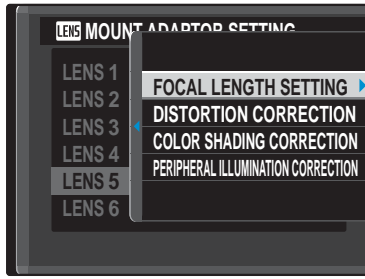 LENS MOUNT ADAPTOR SETTING
LENS 1
LENS 2
LENS 3
LENS 4
LENS 5
LENS 6
FOCAL LENGTH SETTING
DISTORTION CORRECTION
COLOR SHADING CORRECTION
PERIPHERAL ILLUMINATION CORRECTION